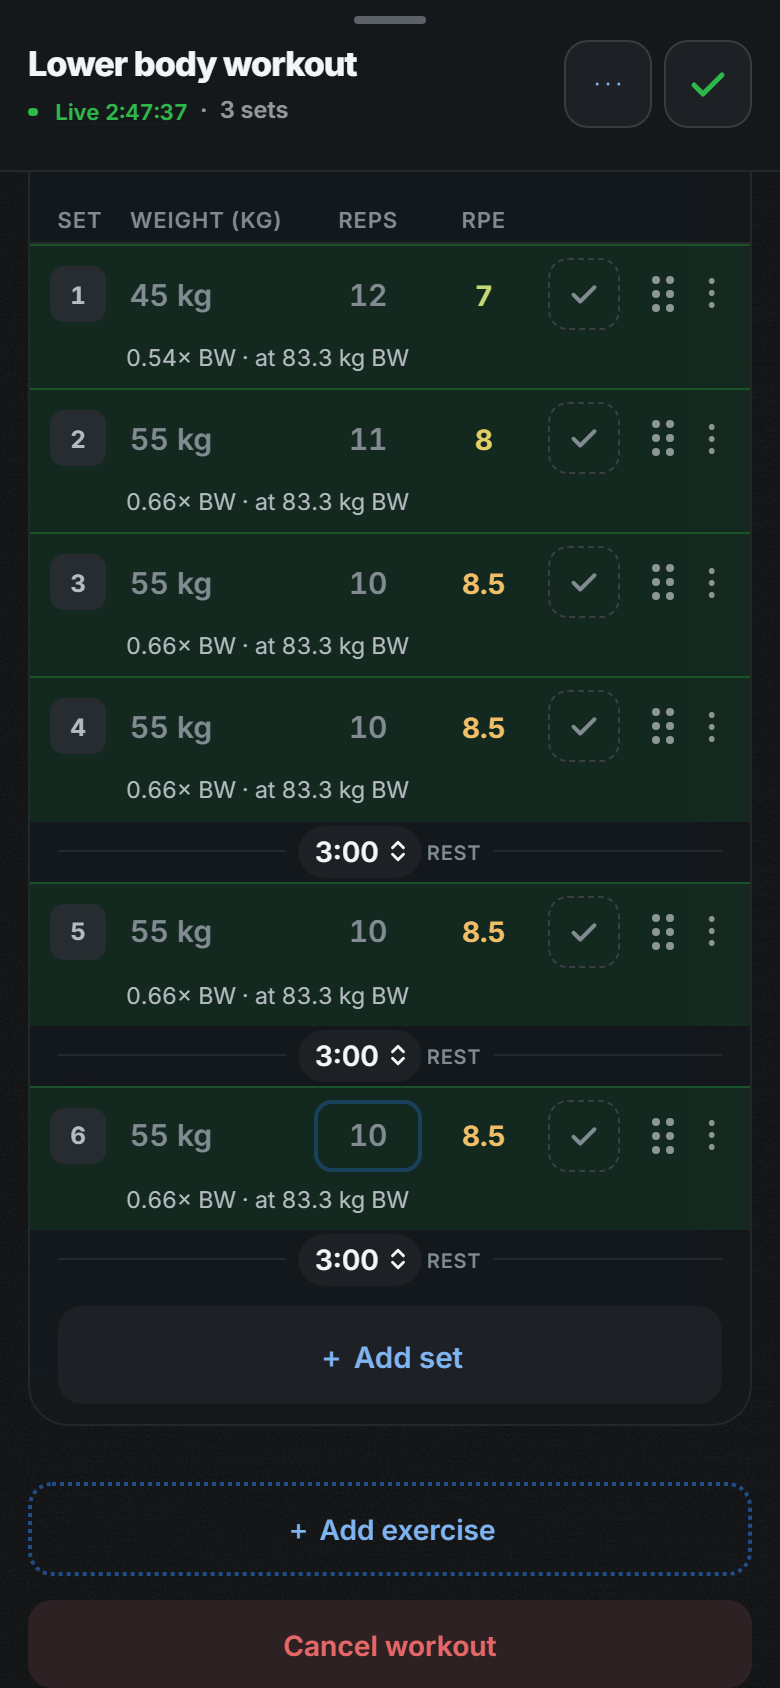 Lower body workout
Live 2:47:37 · 3 sets
SET WEIGHT (KG) REPS RPE
1 45 kg 12 7
0.54× BW · at 83.3 kg BW
2 55 kg 11 8
0.66× BW · at 83.3 kg BW
3 55 kg 10 8.5
0.66× BW · at 83.3 kg BW
4 55 kg 10 8.5
0.66× BW · at 83.3 kg BW
3:00 REST
5 55 kg 10 8.5
0.66× BW · at 83.3 kg BW
3:00 REST
6 55 kg 10 8.5
0.66× BW · at 83.3 kg BW
3:00 REST
+ Add set
+ Add exercise
Cancel workout